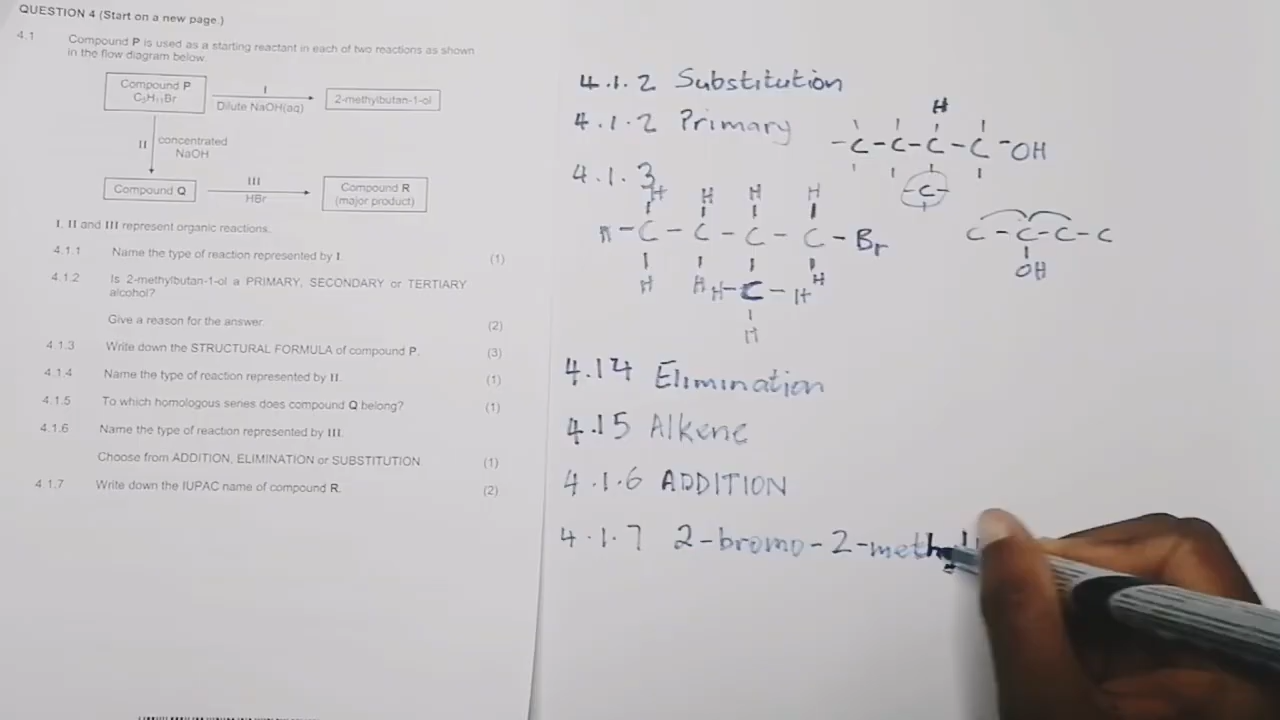 QUESTION 4 (Start on a new page.)
4.1 Compound P is used as a starting reactant in each of two reactions as shown
in the flow diagram below.
Compound P
C5H11Br
I
Dilute NaOH(aq)
2-methylbutan-1-ol
II
concentrated
NaOH
Compound Q
III
HBr
Compound R
(major product)
I, II and III represent organic reactions.
4.1.1 Name the type of reaction represented by I. (1)
4.1.2 Is 2-methylbutan-1-ol a PRIMARY, SECONDARY or TERTIARY
alcohol?
Give a reason for the answer. (2)
4.1.3 Write down the STRUCTURAL FORMULA of compound P. (3)
4.1.4 Name the type of reaction represented by II. (1)
4.1.5 To which homologous series does compound Q belong? (1)
4.1.6 Name the type of reaction represented by III.
Choose from ADDITION, ELIMINATION or SUBSTITUTION (1)
4.1.7 Write down the IUPAC name of compound R. (2)
4.1.2 Substitution
4.1.2 Primary
H
-C-C-C-C-OH
-C-
4.1.3
H H H H
H-C-C-C-C-Br
H H H-C-H H
H
C-C-C-C
OH
4.14 Elimination
4.15 Alkene
4.1.6 ADDITION
4.1.7 2-bromo-2-meth